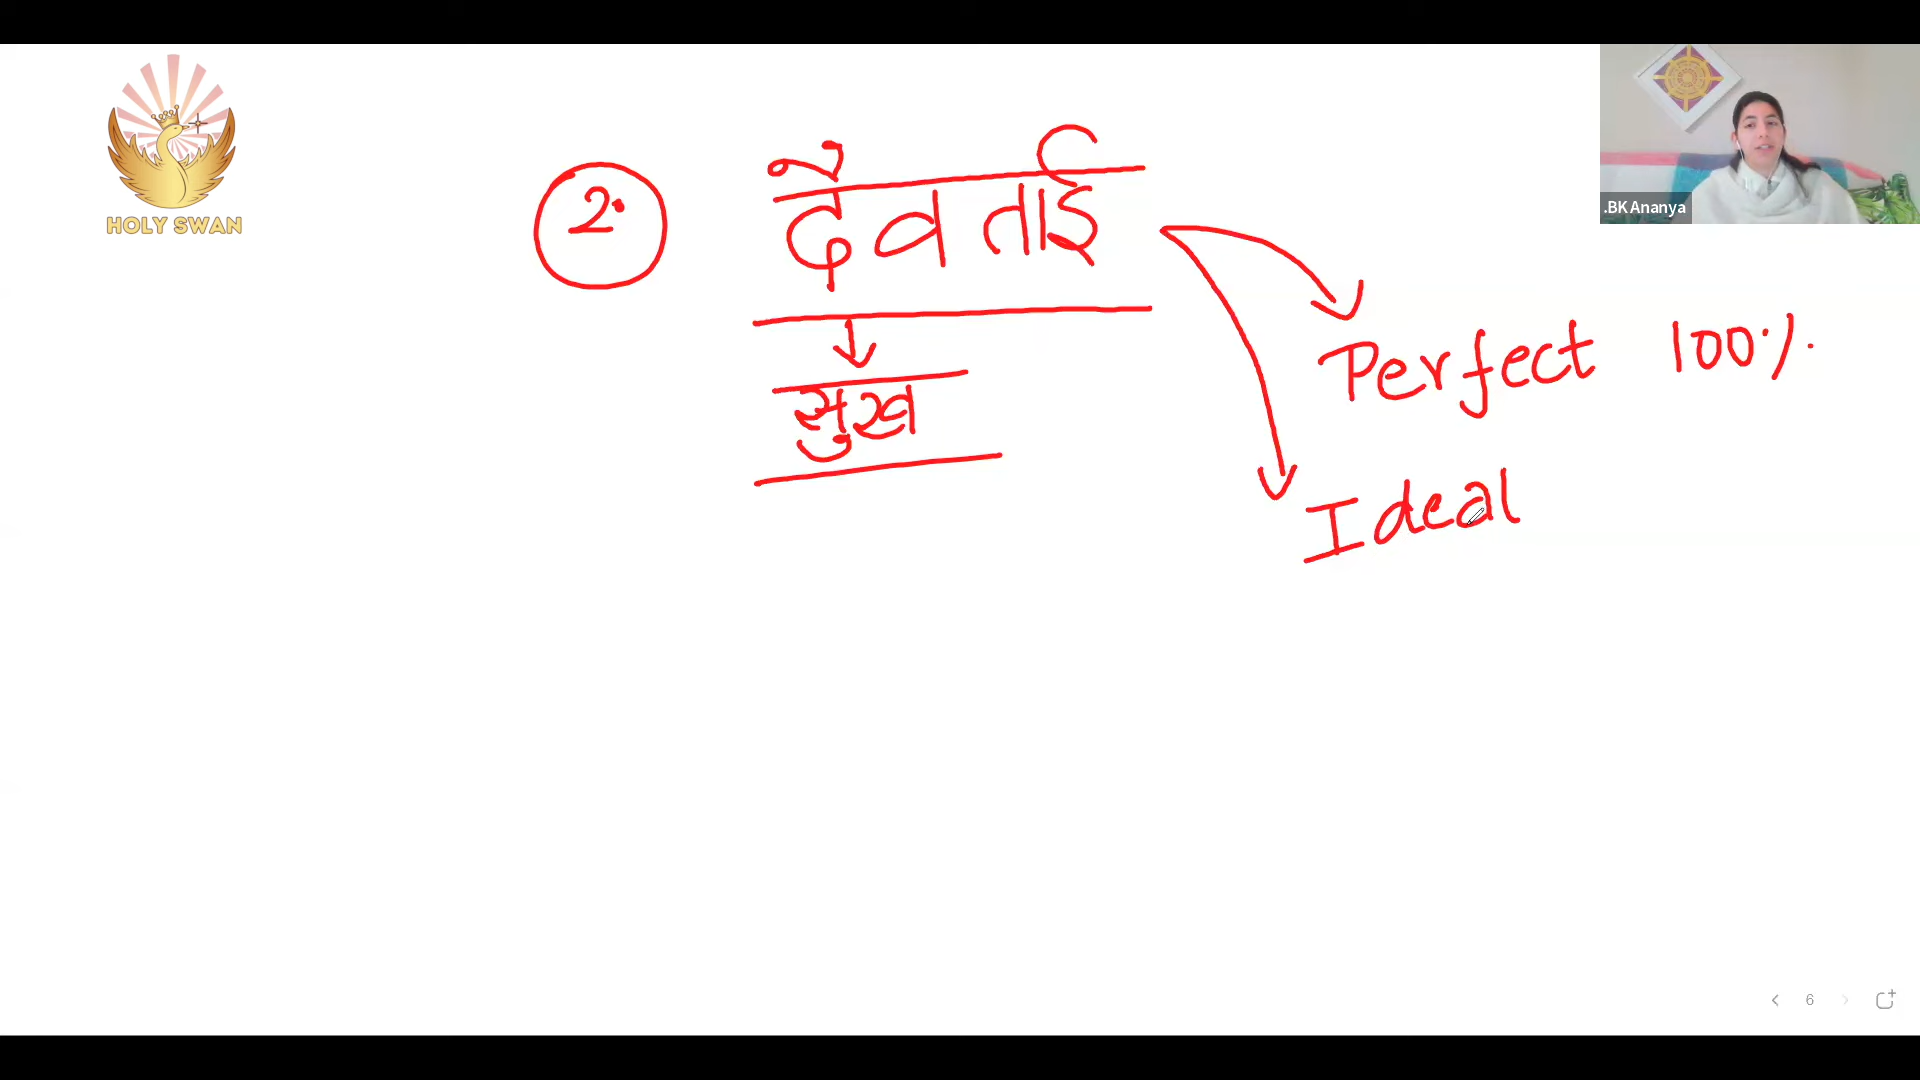 HOLY SWAN
.BK Ananya
2.
देवताई
सुख
Perfect 100%.
Ideal
6